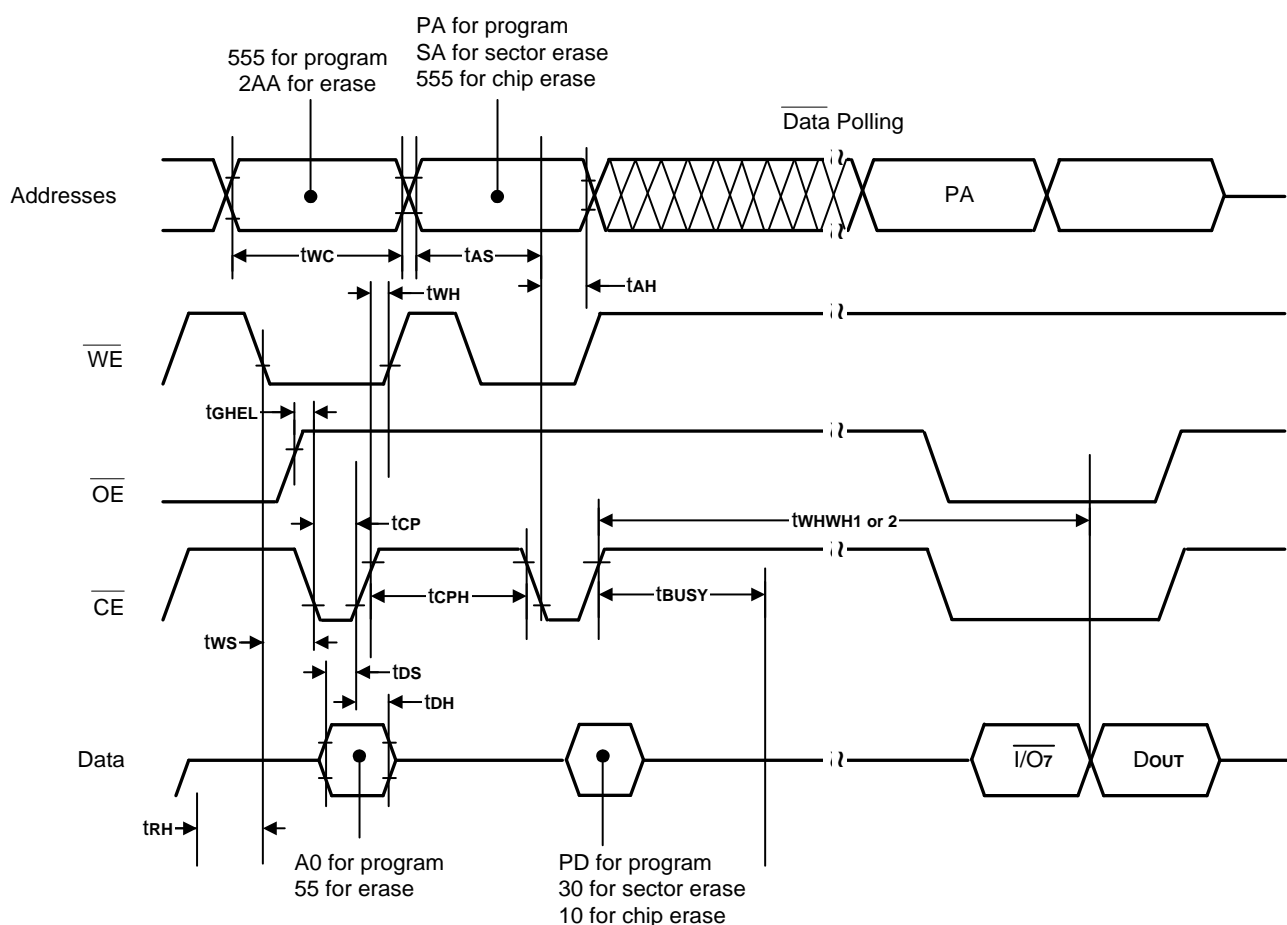 PA for program
SA for sector erase
555 for chip erase
555 for program
2AA for erase
Data Polling
Addresses
PA
tWC
tAS
tWH
tAH
WE
tGHEL
OE
tCP
tWHWH1 or 2
CE
tCPH
tBUSY
tWS
tDS
tDH
Data
I/O7
DOUT
tRH
A0 for program
55 for erase
PD for program
30 for sector erase
10 for chip erase